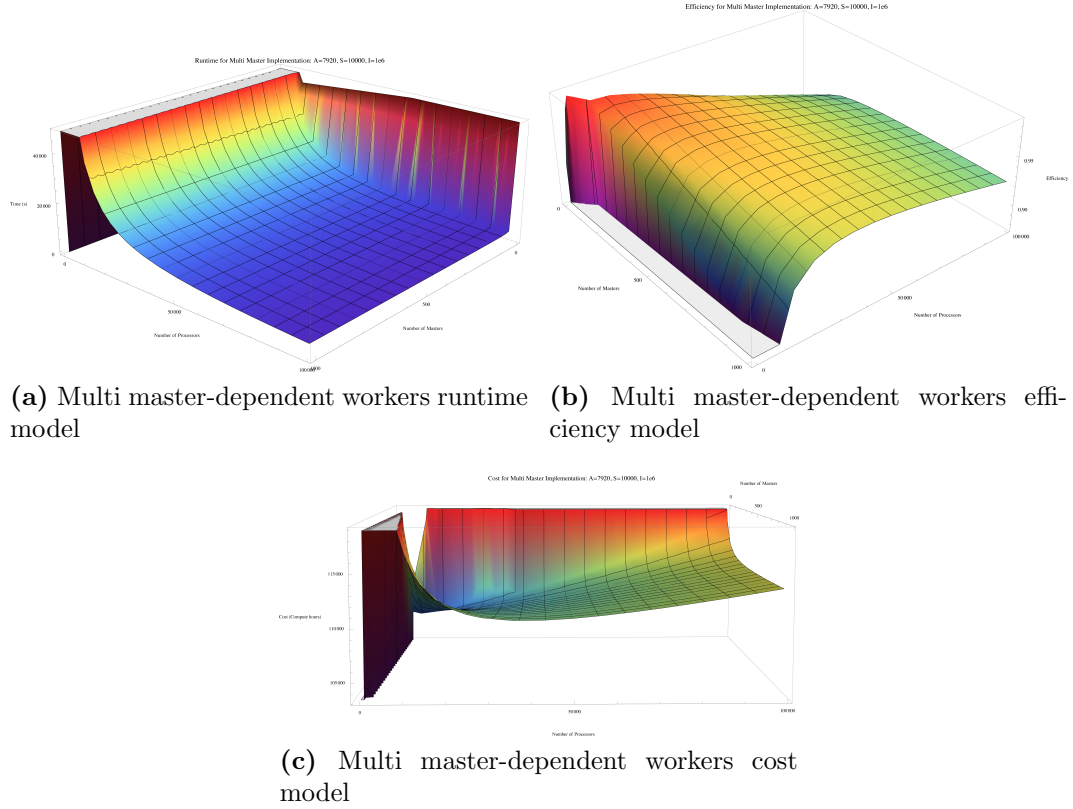 Runtime for Multi Master Implementation: A=7920, S=10000, I=1e6
40000
Time (s)
20000
0
0
50000
Number of Processors
100000
1000
500
Number of Masters
0
(a) Multi master-dependent workers runtime
model
Efficiency for Multi Master Implementation: A=7920, S=10000, I=1e6
0.95
Efficiency
0.90
0
500
Number of Masters
1000
0
50000
Number of Processors
100000
(b) Multi master-dependent workers effi-
ciency model
Cost for Multi Master Implementation: A=7920, S=10000, I=1e6
Number of Masters
0
500
1000
115000
Cost (Compute hours)
110000
105000
0
50000
100000
Number of Processors
(c) Multi master-dependent workers cost
model